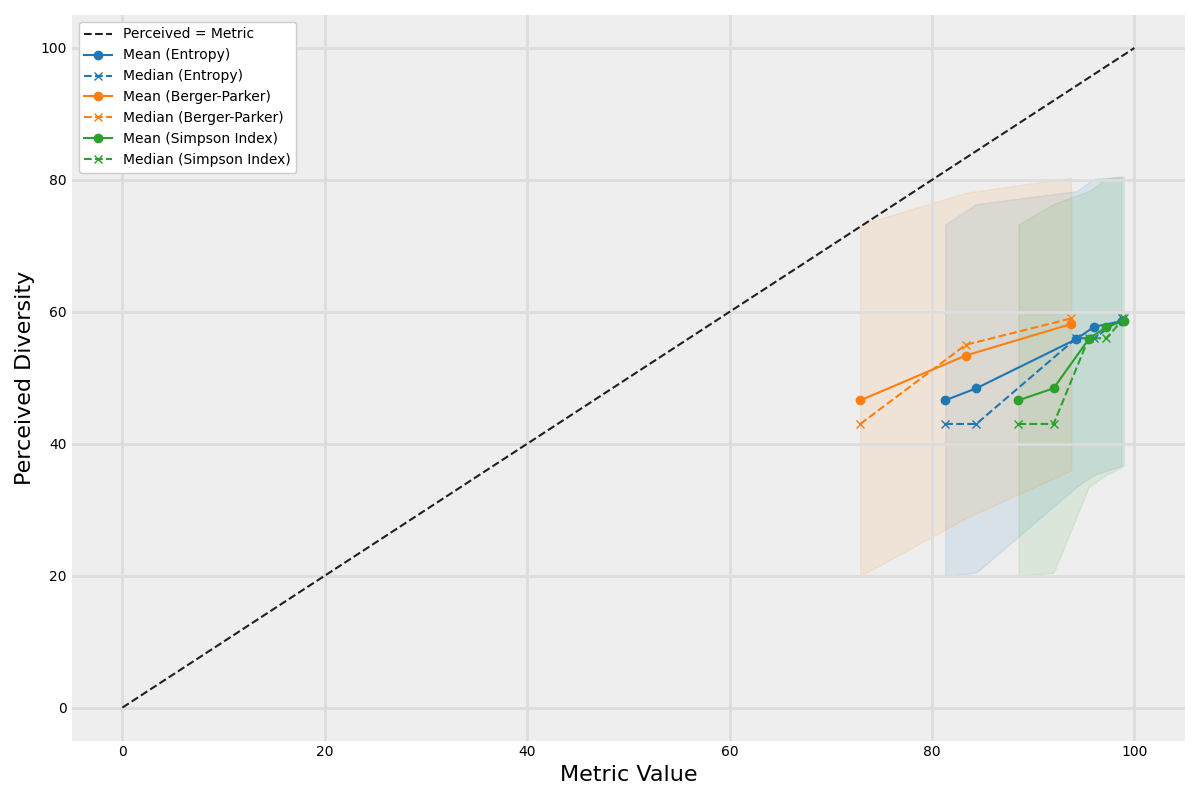 Perceived = Metric
Mean (Entropy)
Median (Entropy)
Mean (Berger-Parker)
Median (Berger-Parker)
Mean (Simpson Index)
Median (Simpson Index)
100
80
60
40
20
0
Perceived Diversity
0 20 40 60 80 100
Metric Value